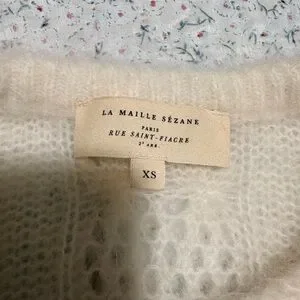 LA MAILLE SÉZANE
PARIS
RUE SAINT-FIACRE
2e ARR.
XS